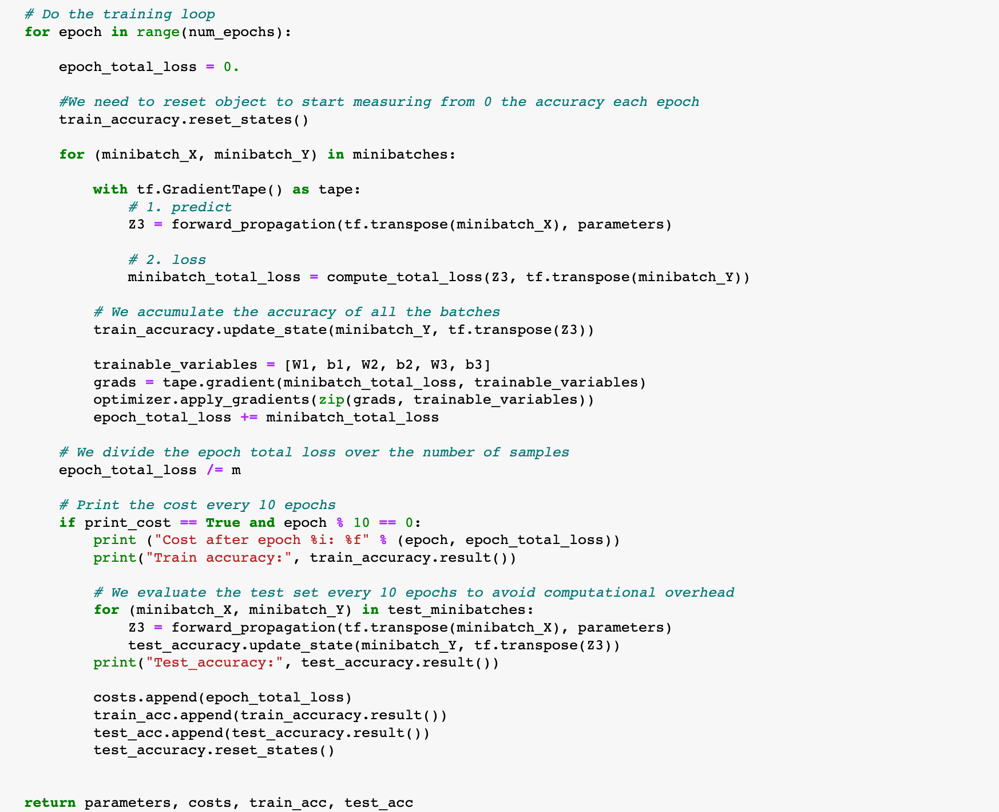 # Do the training loop
for epoch in range(num_epochs):
epoch_total_loss = 0.
#We need to reset object to start measuring from 0 the accuracy each epoch
train_accuracy.reset_states()
for (minibatch_X, minibatch_Y) in minibatches:
with tf.GradientTape() as tape:
# 1. predict
Z3 = forward_propagation(tf.transpose(minibatch_X), parameters)
# 2. loss
minibatch_total_loss = compute_total_loss(Z3, tf.transpose(minibatch_Y))
# We accumulate the accuracy of all the batches
train_accuracy.update_state(minibatch_Y, tf.transpose(Z3))
trainable_variables = [W1, b1, W2, b2, W3, b3]
grads = tape.gradient(minibatch_total_loss, trainable_variables)
optimizer.apply_gradients(zip(grads, trainable_variables))
epoch_total_loss += minibatch_total_loss
# We divide the epoch total loss over the number of samples
epoch_total_loss /= m
# Print the cost every 10 epochs
if print_cost == True and epoch % 10 == 0:
print ("Cost after epoch %i: %f" % (epoch, epoch_total_loss))
print("Train accuracy:", train_accuracy.result())
# We evaluate the test set every 10 epochs to avoid computational overhead
for (minibatch_X, minibatch_Y) in test_minibatches:
Z3 = forward_propagation(tf.transpose(minibatch_X), parameters)
test_accuracy.update_state(minibatch_Y, tf.transpose(Z3))
print("Test_accuracy:", test_accuracy.result())
costs.append(epoch_total_loss)
train_acc.append(train_accuracy.result())
test_acc.append(test_accuracy.result())
test_accuracy.reset_states()
return parameters, costs, train_acc, test_acc